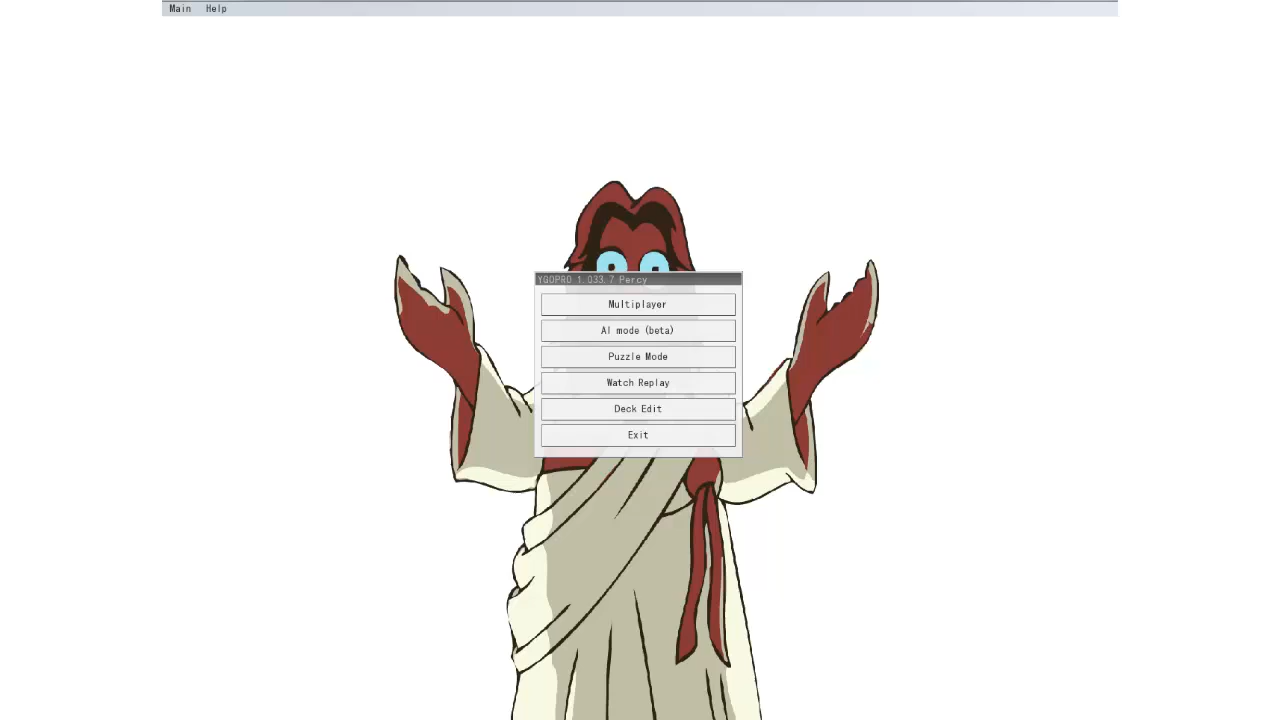 Main Help
YGOPRO 1.033.7 Percy
Multiplayer
AI mode (beta)
Puzzle Mode
Watch Replay
Deck Edit
Exit